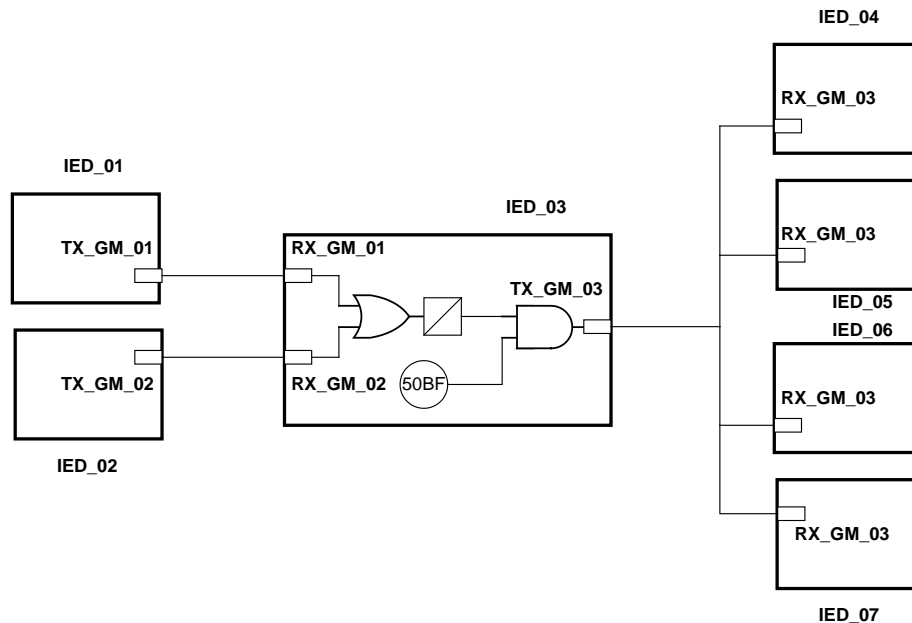 IED_04
RX_GM_03
IED_01
TX_GM_01
IED_03
RX_GM_01
TX_GM_03
RX_GM_03
IED_05
IED_06
TX_GM_02
RX_GM_02
50BF
RX_GM_03
IED_02
RX_GM_03
IED_07